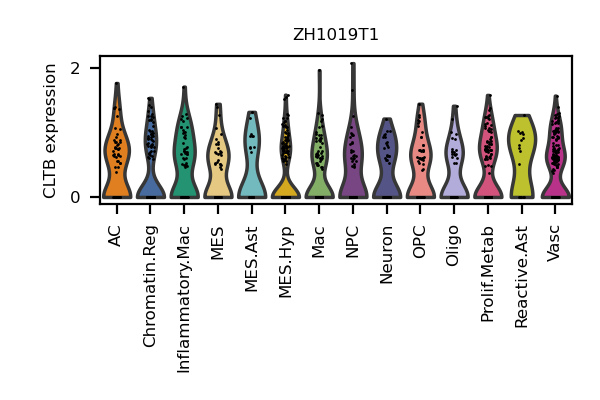 ZH1019T1
CLTB expression
2
0
AC
Chromatin.Reg
Inflammatory.Mac
MES
MES.Ast
MES.Hyp
Mac
NPC
Neuron
OPC
Oligo
Prolif.Metab
Reactive.Ast
Vasc